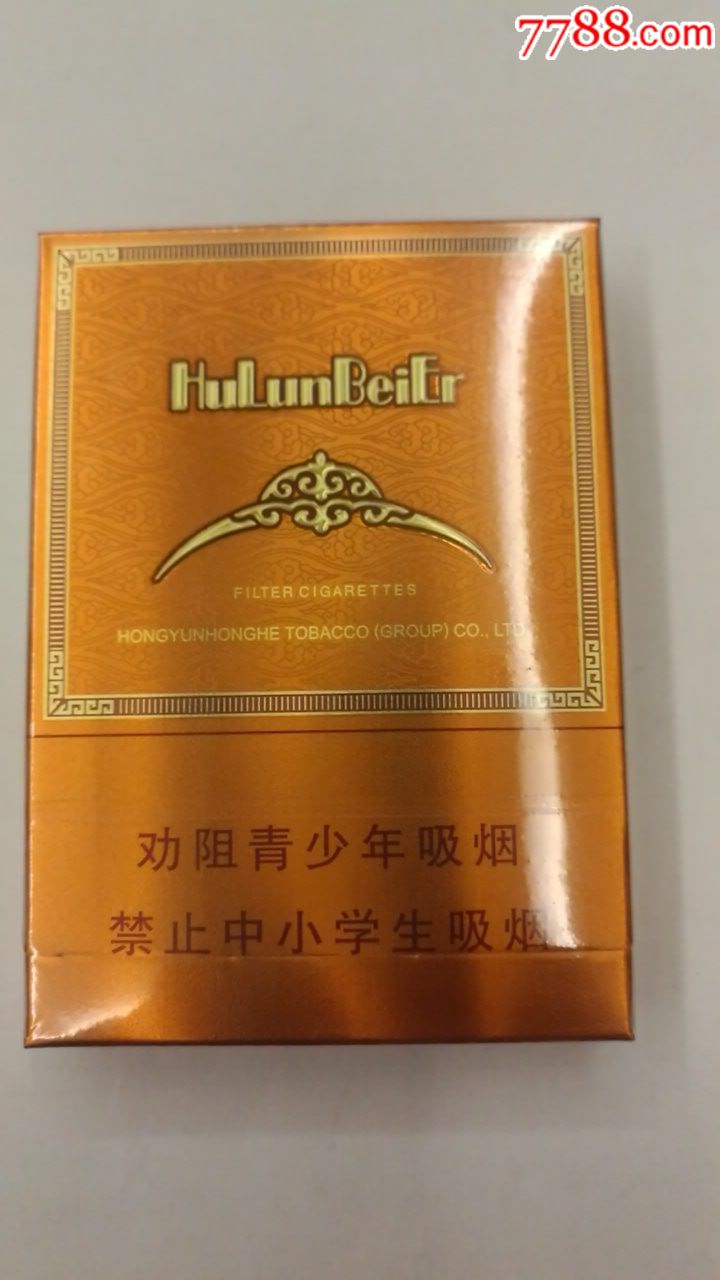 7788.com
HuLunBeiEr
FILTER CIGARETTES
HONGYUNHONGHE TOBACCO (GROUP) CO., LTD
劝阻青少年吸烟
禁止中小学生吸烟